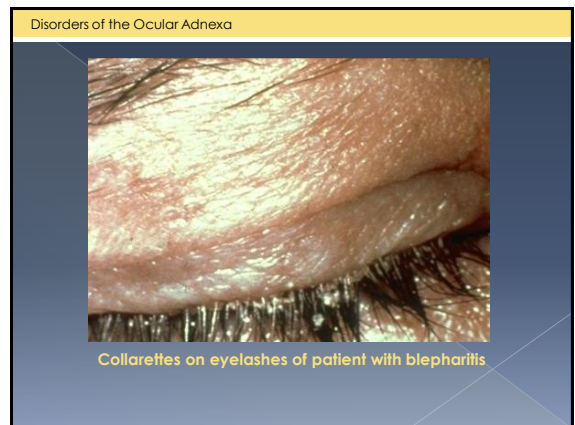 Disorders of the Ocular Adnexa
Collarettes on eyelashes of patient with blepharitis